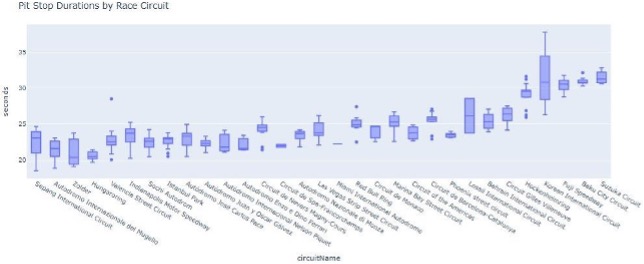 Pit Stop Durations by Race Circuit
35
30
25
20
seconds
Sepang International Circuit
Autodromo Internazionale del Mugello
Zolder
Hungaroring
Valencia Street Circuit
Indianapolis Motor Speedway
Sochi Autodrom
Istanbul Park
Autódromo José Carlos Pace
Autódromo Juan y Oscar Gálvez
Autódromo Internacional Nelson Piquet
Autodromo Enzo e Dino Ferrari
Circuit de Nevers Magny-Cours
Circuit de Spa-Francorchamps
Autodromo Nazionale di Monza
Las Vegas Strip Street Circuit
Miami International Autodrome
Red Bull Ring
Circuit de Monaco
Marina Bay Street Circuit
Circuit of the Americas
Circuit de Barcelona-Catalunya
Phoenix street circuit
Losail International Circuit
Bahrain International Circuit
Circuit Gilles Villeneuve
Hockenheimring
Korean International Circuit
Fuji Speedway
Baku City Circuit
Suzuka Circuit
circuitName